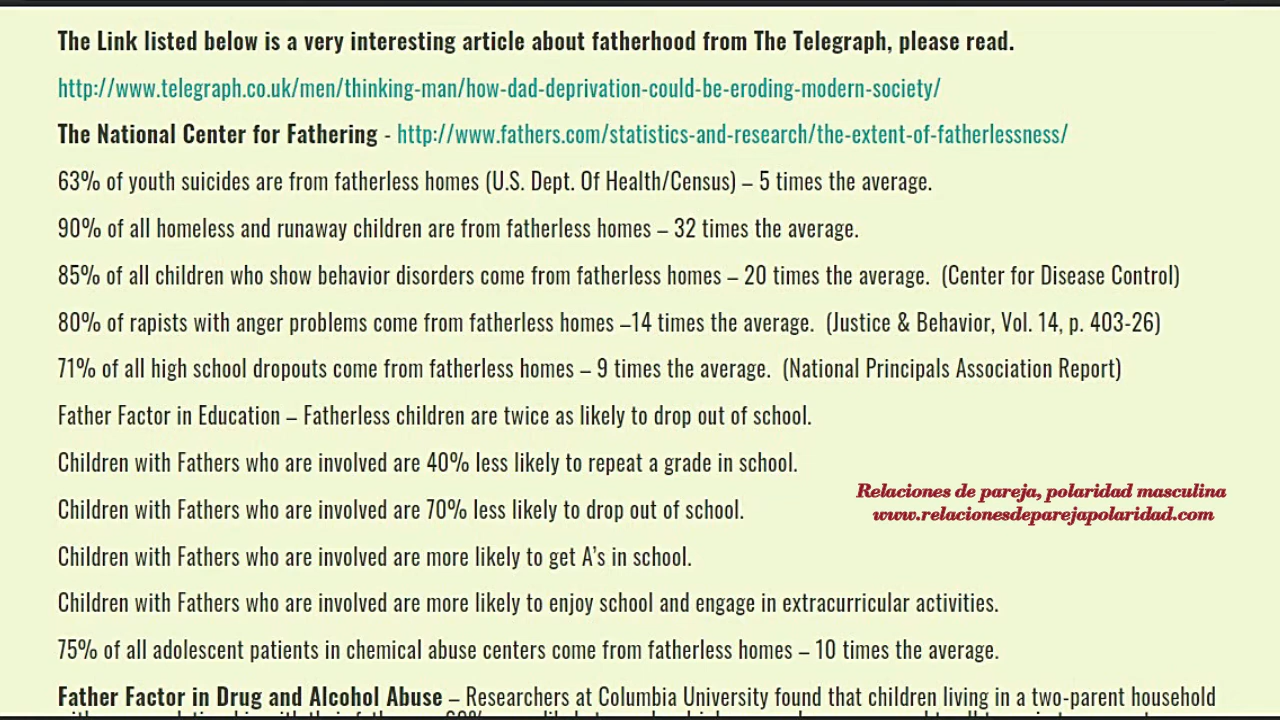 The Link listed below is a very interesting article about fatherhood from The Telegraph, please read.
http://www.telegraph.co.uk/men/thinking-man/how-dad-deprivation-could-be-eroding-modern-society/
The National Center for Fathering - http://www.fathers.com/statistics-and-research/the-extent-of-fatherlessness/
63% of youth suicides are from fatherless homes (U.S. Dept. Of Health/Census) – 5 times the average.
90% of all homeless and runaway children are from fatherless homes – 32 times the average.
85% of all children who show behavior disorders come from fatherless homes – 20 times the average.  (Center for Disease Control)
80% of rapists with anger problems come from fatherless homes –14 times the average.  (Justice & Behavior, Vol. 14, p. 403-26)
71% of all high school dropouts come from fatherless homes – 9 times the average.  (National Principals Association Report)
Father Factor in Education – Fatherless children are twice as likely to drop out of school.
Children with Fathers who are involved are 40% less likely to repeat a grade in school.
Relaciones de pareja, polaridad masculina
www.relacionesdeparejapolaridad.com
Children with Fathers who are involved are 70% less likely to drop out of school.
Children with Fathers who are involved are more likely to get A’s in school.
Children with Fathers who are involved are more likely to enjoy school and engage in extracurricular activities.
75% of all adolescent patients in chemical abuse centers come from fatherless homes – 10 times the average.
Father Factor in Drug and Alcohol Abuse – Researchers at Columbia University found that children living in a two-parent household